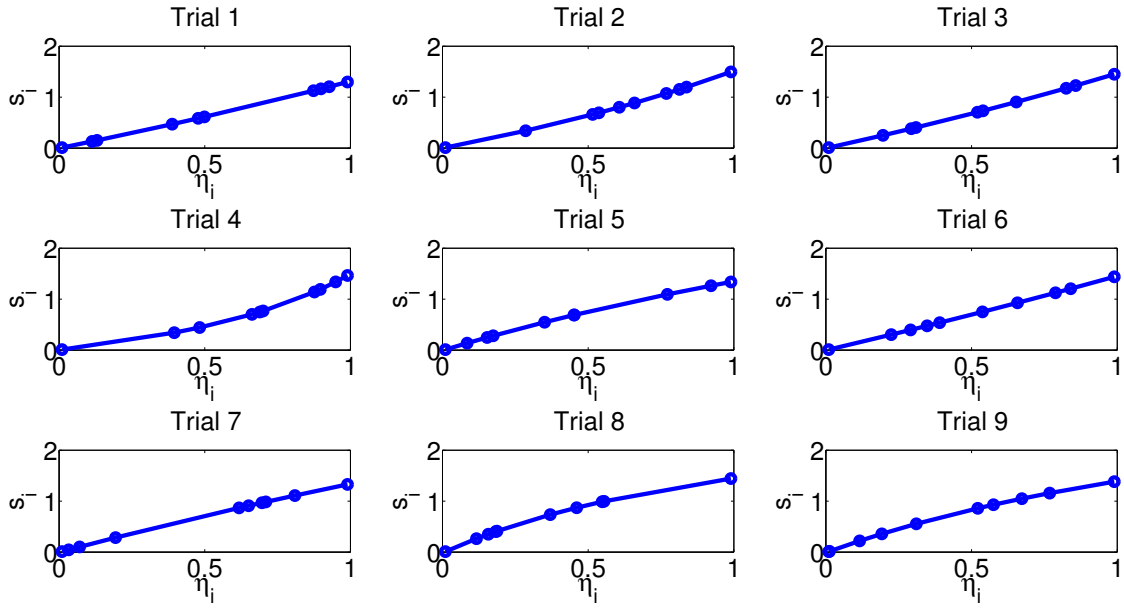 Trial 1
2
1
0
s_i
0 0.5 1
η_i
Trial 2
2
1
0
s_i
0 0.5 1
η_i
Trial 3
2
1
0
s_i
0 0.5 1
η_i
Trial 4
2
1
0
s_i
0 0.5 1
η_i
Trial 5
2
1
0
s_i
0 0.5 1
η_i
Trial 6
2
1
0
s_i
0 0.5 1
η_i
Trial 7
2
1
0
s_i
0 0.5 1
η_i
Trial 8
2
1
0
s_i
0 0.5 1
η_i
Trial 9
2
1
0
s_i
0 0.5 1
η_i